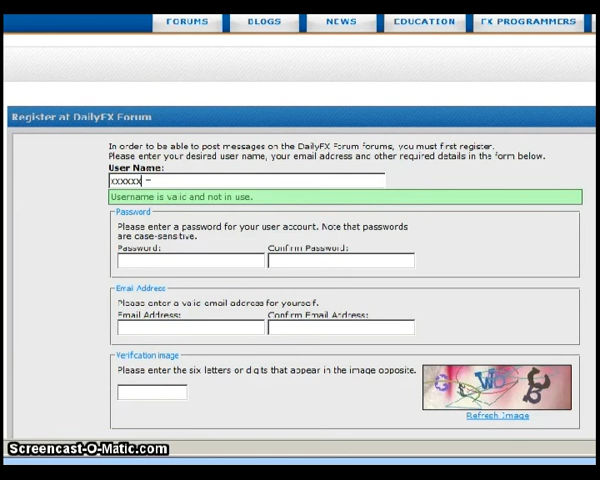 FORUMS BLOGS NEWS EDUCATION FX PROGRAMMERS
Register at DailyFX Forum
In order to be able to post messages on the DailyFX Forum forums, you must first register.
Please enter your desired user name, your email address and other required details in the form below.
User Name:
xxxxxx
Username is valid and not in use.
Password
Please enter a password for your user account. Note that passwords
are case-sensitive.
Password: Confirm Password:
Email Address
Please enter a valid email address for yourself.
Email Address: Confirm Email Address:
Verification Image
Please enter the six letters or digits that appear in the image opposite.
Refresh Image
Screencast-O-Matic.com